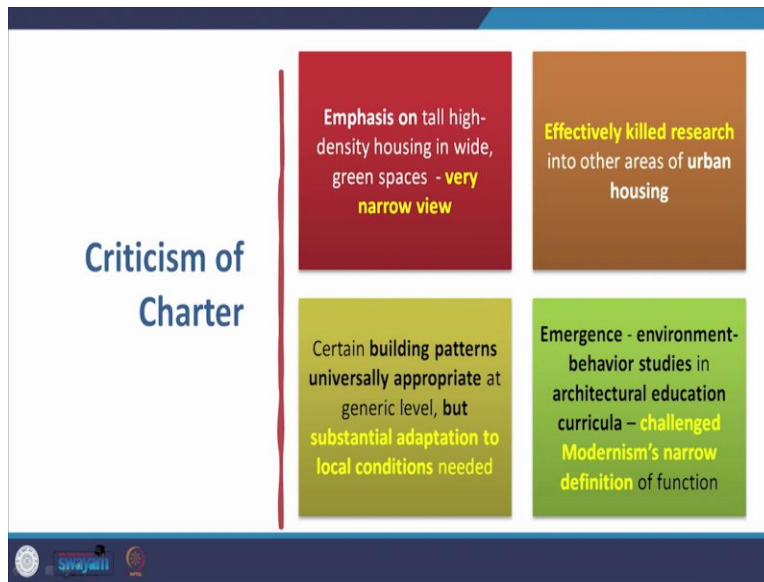 Criticism of
Charter
Emphasis on tall high-
density housing in wide,
green spaces - very
narrow view
Effectively killed research
into other areas of urban
housing
Certain building patterns
universally appropriate at
generic level, but
substantial adaptation to
local conditions needed
Emergence - environment-
behavior studies in
architectural education
curricula – challenged
Modernism's narrow
definition of function
swayam